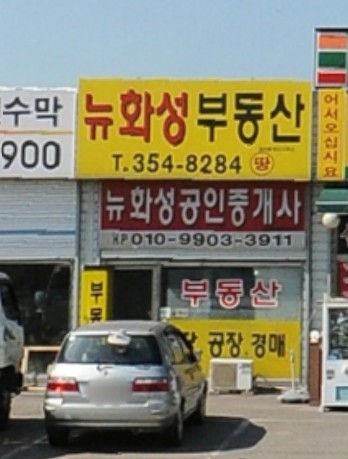 수막
900
뉴화성부동산
T.354-8284 땅
뉴화성공인중개사
HP 010-9903-3911
어서오십시요
부동산
공장.경매